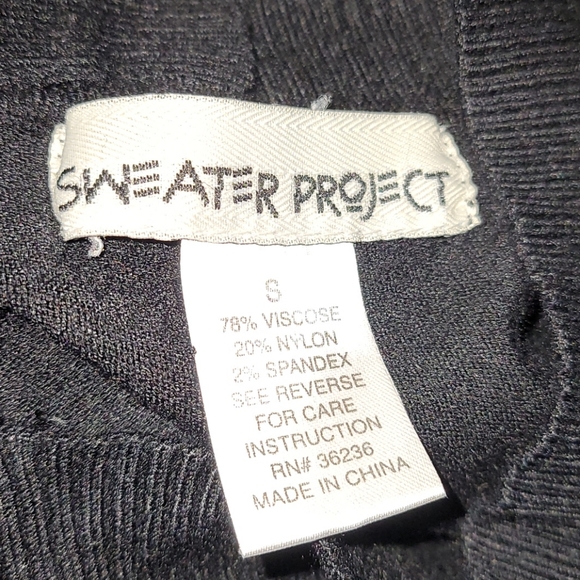 SWEATER PROJECT
S
78% VISCOSE
20% NYLON
2% SPANDEX
SEE REVERSE
FOR CARE
INSTRUCTION
RN# 36236
MADE IN CHINA